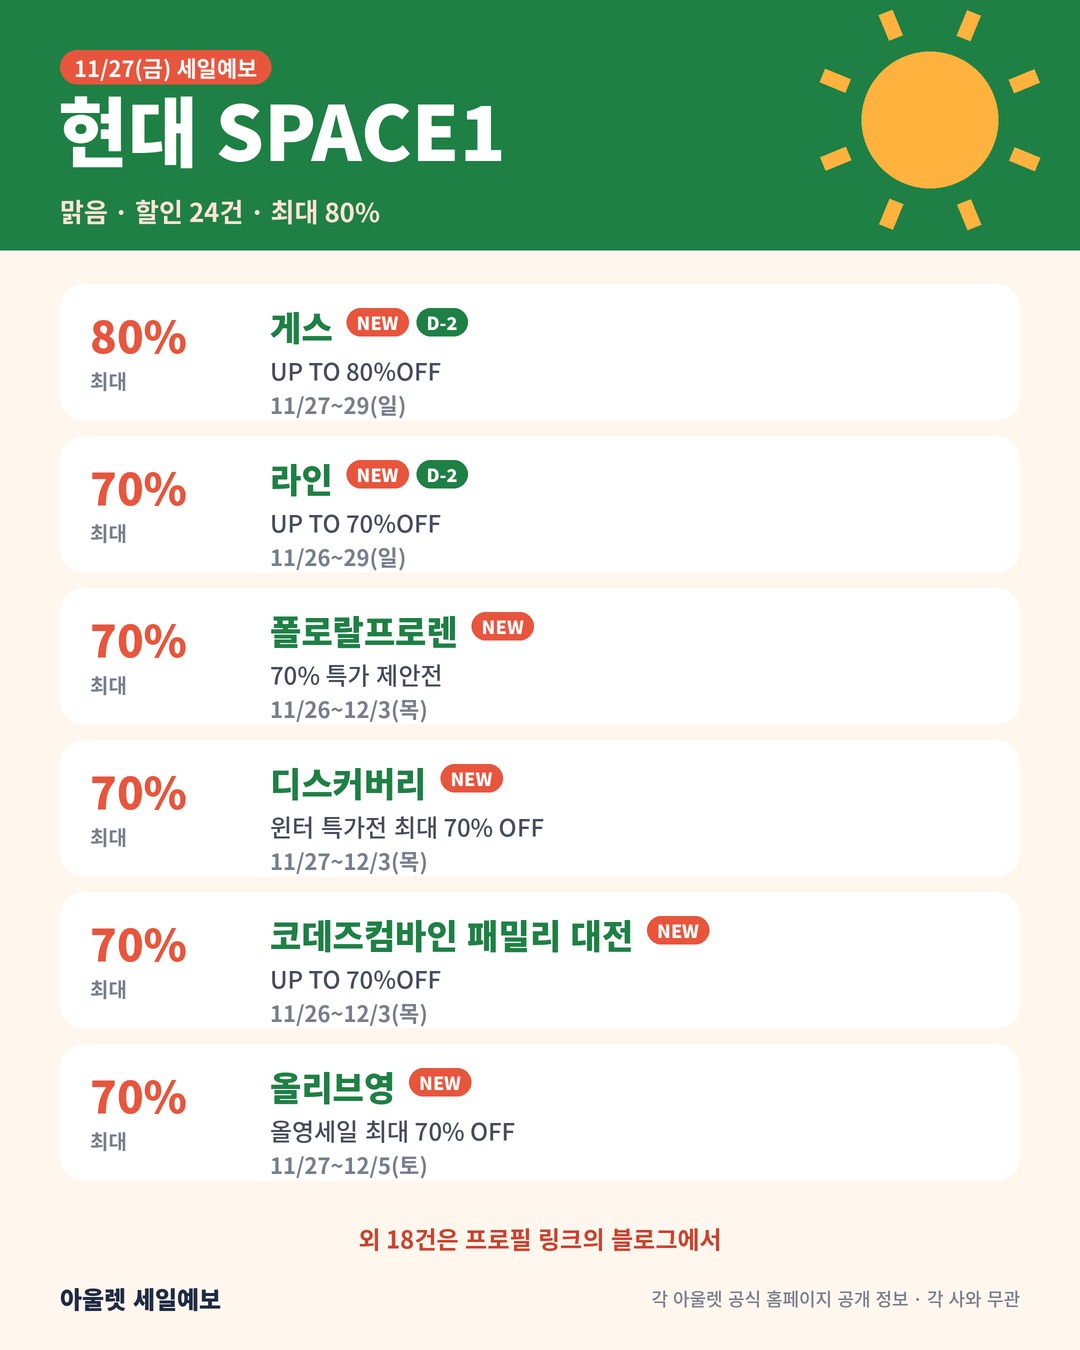 11/27(금) 세일예보
현대 SPACE1
맑음 · 할인 24건 · 최대 80%
80%
최대
게스 NEW D-2
UP TO 80%OFF
11/27~29(일)
70%
최대
라인 NEW D-2
UP TO 70%OFF
11/26~29(일)
70%
최대
폴로랄프로렌 NEW
70% 특가 제안전
11/26~12/3(목)
70%
최대
디스커버리 NEW
윈터 특가전 최대 70% OFF
11/27~12/3(목)
70%
최대
코데즈컴바인 패밀리 대전 NEW
UP TO 70%OFF
11/26~12/3(목)
70%
최대
올리브영 NEW
올영세일 최대 70% OFF
11/27~12/5(토)
외 18건은 프로필 링크의 블로그에서
아울렛 세일예보
각 아울렛 공식 홈페이지 공개 정보 · 각 사와 무관